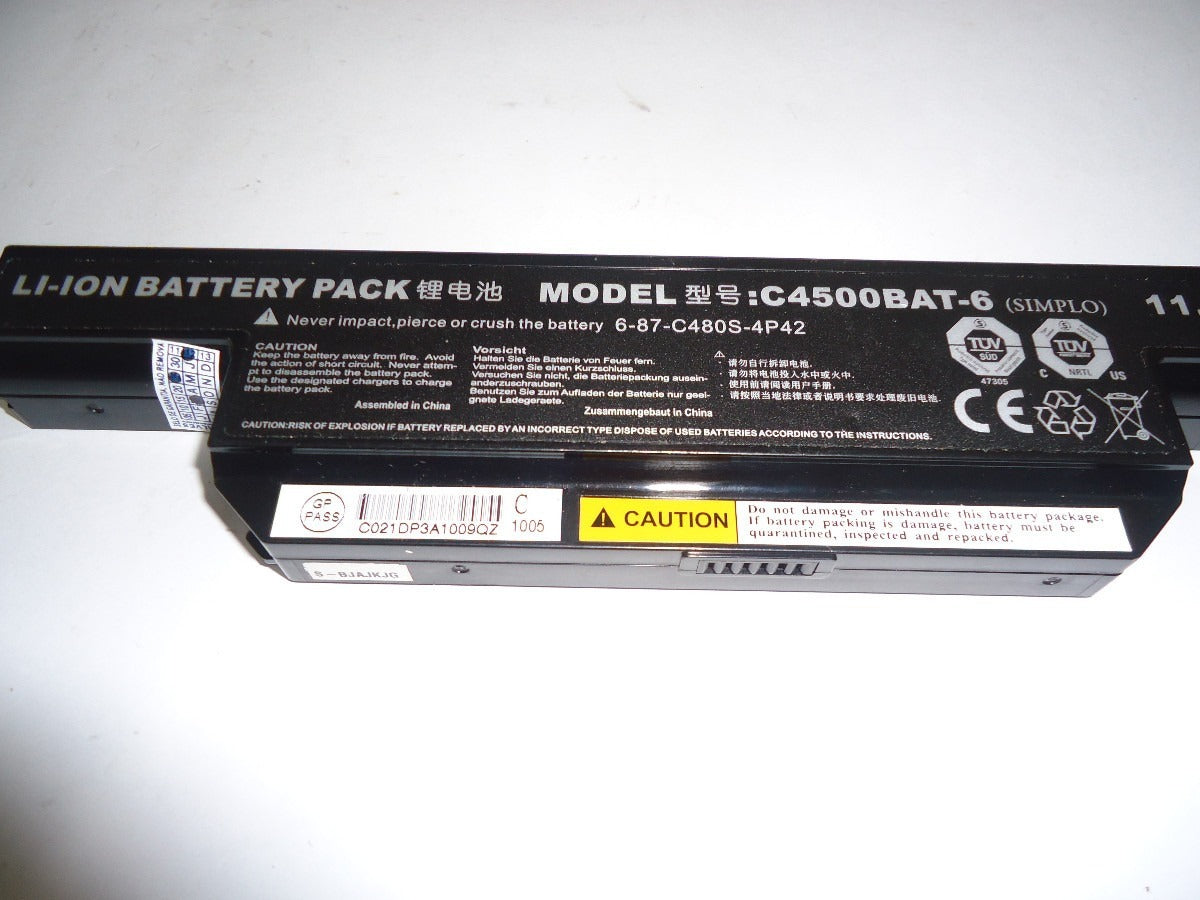 LI-ION BATTERY PACK 锂电池 MODEL 型号:C4500BAT-6 (SIMPLO) 11.
Never impact,pierce or crush the battery 6-87-C480S-4P42
CAUTION
Keep the battery away from fire. Avoid
the action of short circuit. Never attem-
pt to disassemble the battery pack.
Use the designated chargers to charge
the battery pack.
Assembled in China
Vorsicht
Halten Sie die Batterie von Feuer fern.
Vermeiden Sie einen Kurzschluss.
Versuchen Sie nicht, die Batteriepackung ausein-
anderzuschrauben.
Benutzen Sie zum Aufladen der Batterie nur geei-
gnete Ladegeraete.
Zusammengebaut in China
· 请勿自行拆卸电池.
· 请勿将电池投入水中或火中.
· 使用前请阅读用户手册.
· 请按照当地法律或者说明书要求处理废旧电池.
TÜV
SÜD
47305
TÜV
NRTL
C US
CE
CAUTION:RISK OF EXPLOSION IF BATTERY REPLACED BY AN INCORRECT TYPE DISPOSE OF USED BATTERIES ACCORDING TO THE INSTRUCTIONS.
GP
PASS
C021DP3A1009QZ
C
1005
CAUTION
Do not damage or mishandle this battery package.
If battery packing is damage, battery must be
quarantined, inspected and repacked.
S-BJAJKJG